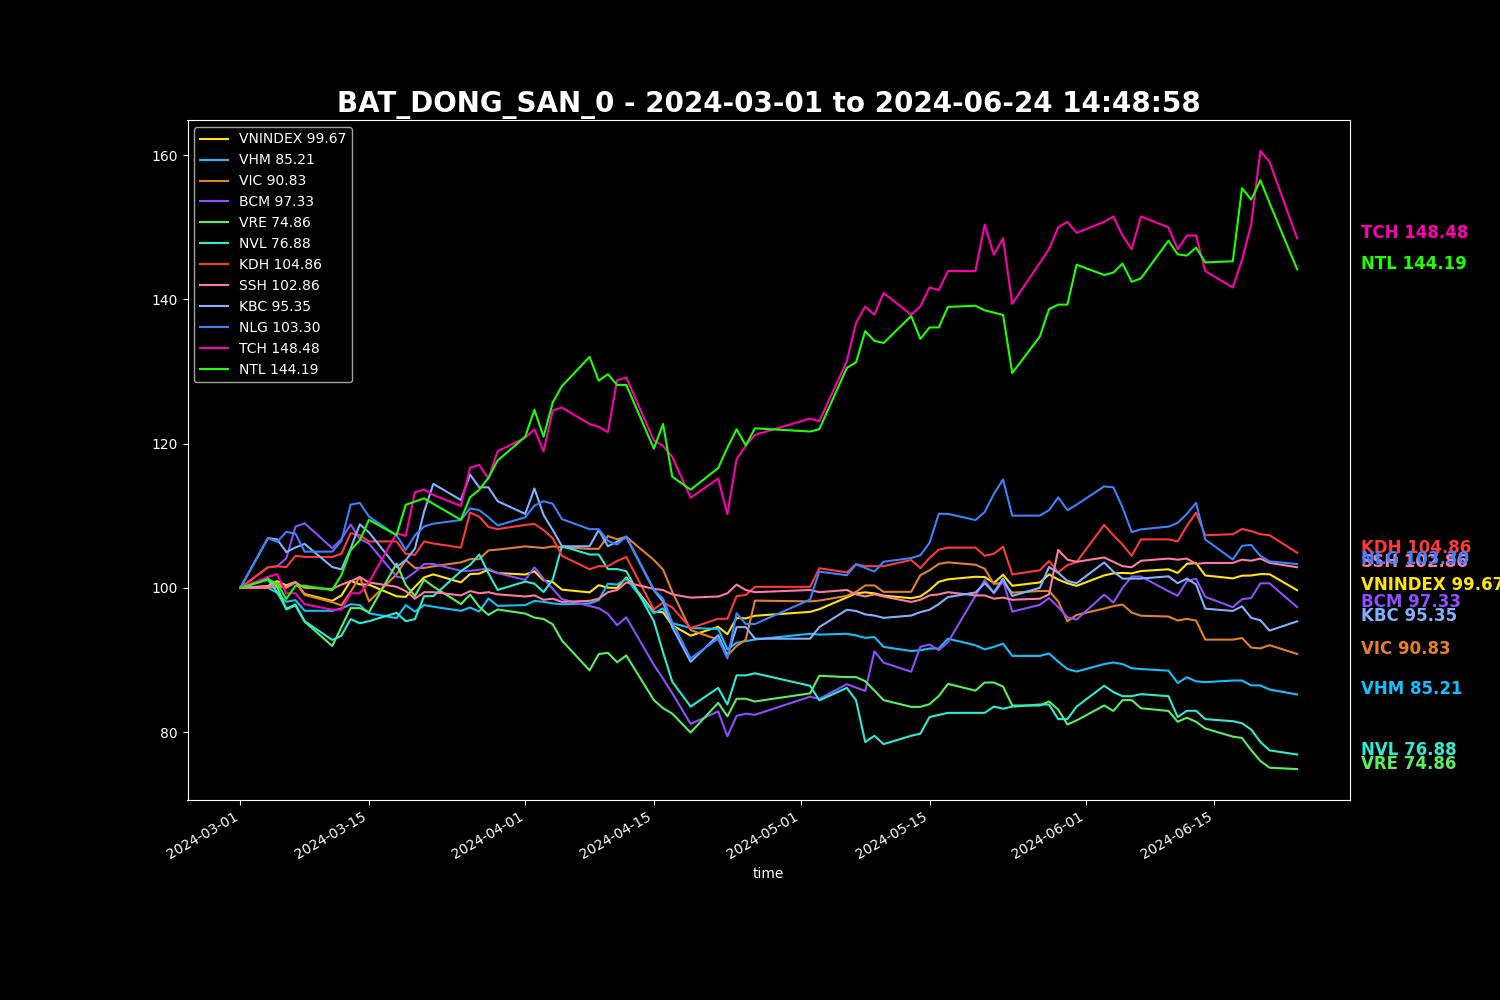 BAT_DONG_SAN_0 - 2024-03-01 to 2024-06-24 14:48:58
VNINDEX 99.67
VHM 85.21
VIC 90.83
BCM 97.33
VRE 74.86
NVL 76.88
KDH 104.86
SSH 102.86
KBC 95.35
NLG 103.30
TCH 148.48
NTL 144.19
160
140
120
100
80
TCH 148.48
NTL 144.19
KDH 104.86
NLG 103.30
SSH 102.86
VNINDEX 99.67
BCM 97.33
KBC 95.35
VIC 90.83
VHM 85.21
NVL 76.88
VRE 74.86
2024-03-01
2024-03-15
2024-04-01
2024-04-15
2024-05-01
2024-05-15
2024-06-01
2024-06-15
time